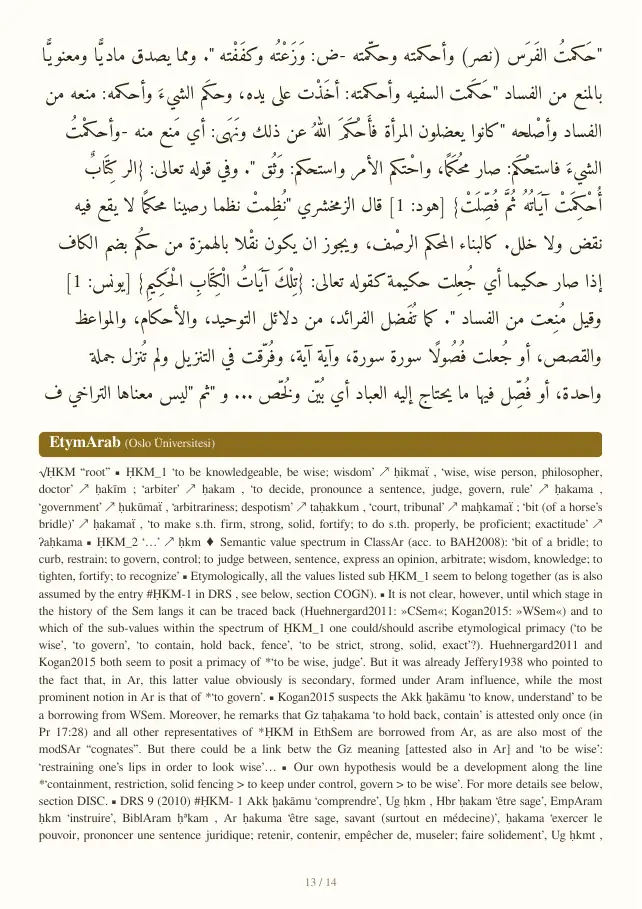 "حَكمتُ الفَرَس (نصر) وأحكمته وحكّمته -ض: وَزَعْتُه وكفَفْته ". ومما يصدق ماديًّا ومعنويًّا
بالمنع من الفساد "حَكَمت السفيه وأحكمته: أخَذْت على يده، وحكَم الشيءَ وأحكمه: منعه من
الفساد وأصْلحه "كانوا يعضلون المرأة فأَحْكَمَ اللهُ عن ذلك ونَهَى: أي مَنع منه -وأحكمْتُ
الشيءَ فاستحْكَم: صار محُكَمًا، واحْتكم الأمر واستحكم: وَثُق ". وفي قوله تعالى: {الر كِتَابٌ
أُحْكِمَتْ آيَاتُهُ ثُمَّ فُصِّلَتْ} [هود: 1] قال الزمخشري "نُظِمتْ نظما رصينا محكمًا لا يقع فيه
نقض ولا خلل. كالبناء المحكم الرصْف، ويجوز ان يكون نقْلا بالهمزة من حكُم بضم الكاف
إذا صار حكيما أي جُعِلت حكيمة كقوله تعالى: {تِلْكَ آيَاتُ الْكِتَابِ الْحَكِيمِ} [يونس: 1]
وقيل مُنِعت من الفساد ". كما تُفَضل الفرائد، من دلائل التوحيد، والأحكام، والمواعظ
والقصص، أو جُعلت فُصُولًا سورة سورة، وآية آية، وفُرّقت في التنزيل ولم تُنزل جملة
واحدة، أو فُصِّل فيها ما يحتاج إليه العباد أي بُيِّن ولُخِّص ... و "ثم "ليس معناها التراخي ف
EtymArab (Oslo Üniversitesi)
√ḤKM “root” ▪ ḤKM_1 ‘to be knowledgeable, be wise; wisdom’ ↗ ḥikmaẗ , ‘wise, wise person, philosopher,
doctor’ ↗ ḥakīm ; ‘arbiter’ ↗ ḥakam , ‘to decide, pronounce a sentence, judge, govern, rule’ ↗ ḥakama ,
‘government’ ↗ ḥukūmaẗ , ‘arbitrariness; despotism’ ↗ taḥakkum , ‘court, tribunal’ ↗ maḥkamaẗ ; ‘bit (of a horse’s
bridle)’ ↗ ḥakamaẗ , ‘to make s.th. firm, strong, solid, fortify; to do s.th. properly, be proficient; exactitude’ ↗
ʔaḥkama ▪ ḤKM_2 ‘…’ ↗ ḥkm ♦ Semantic value spectrum in ClassAr (acc. to BAH2008): ‘bit of a bridle; to
curb, restrain; to govern, control; to judge between, sentence, express an opinion, arbitrate; wisdom, knowledge; to
tighten, fortify; to recognize’ ▪ Etymologically, all the values listed sub ḤKM_1 seem to belong together (as is also
assumed by the entry #ḤKM-1 in DRS , see below, section COGN). ▪ It is not clear, however, until which stage in
the history of the Sem langs it can be traced back (Huehnergard2011: »CSem«; Kogan2015: »WSem«) and to
which of the sub-values within the spectrum of ḤKM_1 one could/should ascribe etymological primacy (‘to be
wise’, ‘to govern’, ‘to contain, hold back, fence’, ‘to be strict, strong, solid, exact’?). Huehnergard2011 and
Kogan2015 both seem to posit a primacy of *‘to be wise, judge’. But it was already Jeffery1938 who pointed to
the fact that, in Ar, this latter value obviously is secondary, formed under Aram influence, while the most
prominent notion in Ar is that of *‘to govern’. ▪ Kogan2015 suspects the Akk ḫakāmu ‘to know, understand’ to be
a borrowing from WSem. Moreover, he remarks that Gz taḥakama ‘to hold back, contain’ is attested only once (in
Pr 17:28) and all other representatives of *ḤKM in EthSem are borrowed from Ar, as are also most of the
modSAr “cognates”. But there could be a link betw the Gz meaning [attested also in Ar] and ‘to be wise’:
‘restraining one’s lips in order to look wise’… ▪ Our own hypothesis would be a development along the line
*‘containment, restriction, solid fencing > to keep under control, govern > to be wise’. For more details see below,
section DISC. ▪ DRS 9 (2010) #ḤKM- 1 Akk ḫakāmu ‘comprendre’, Ug ḥkm , Hbr ḥakam ‘être sage’, EmpAram
ḥkm ‘instruire’, BiblAram ḥᵃkam , Ar ḥakuma ‘être sage, savant (surtout en médecine)’, ḥakama ‘exercer le
pouvoir, prononcer une sentence juridique; retenir, contenir, empêcher de, museler; faire solidement’, Ug ḥkmt ,
13 / 14